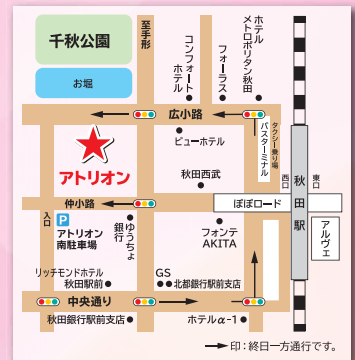 千秋公園
お堀
至手形
コンフォート
ホテル
フォーラス
ホテル
メトロポリタン秋田
広小路
タクシー乗り場
バスターミナル
ビューホテル
アトリオン
秋田西武
西口
秋田駅
東口
仲小路
ぽぽロード
入口
P
アトリオン
南駐車場
ゆうちょ
銀行
フォンテ
AKITA
アルヴェ
リッチモンドホテル
秋田駅前
GS
北都銀行駅前支店
中央通り
秋田銀行駅前支店
ホテルα-1
印：終日一方通行です。